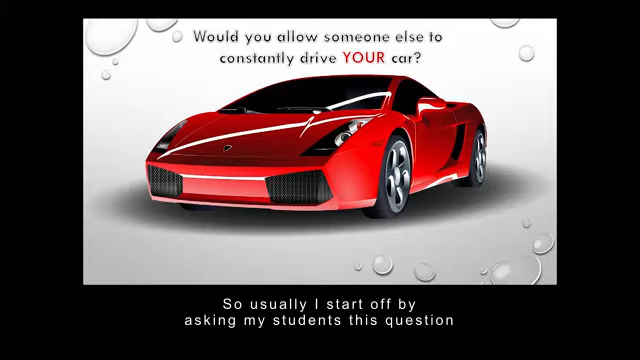 Would you allow someone else to
constantly drive YOUR car?
So usually I start off by
asking my students this question